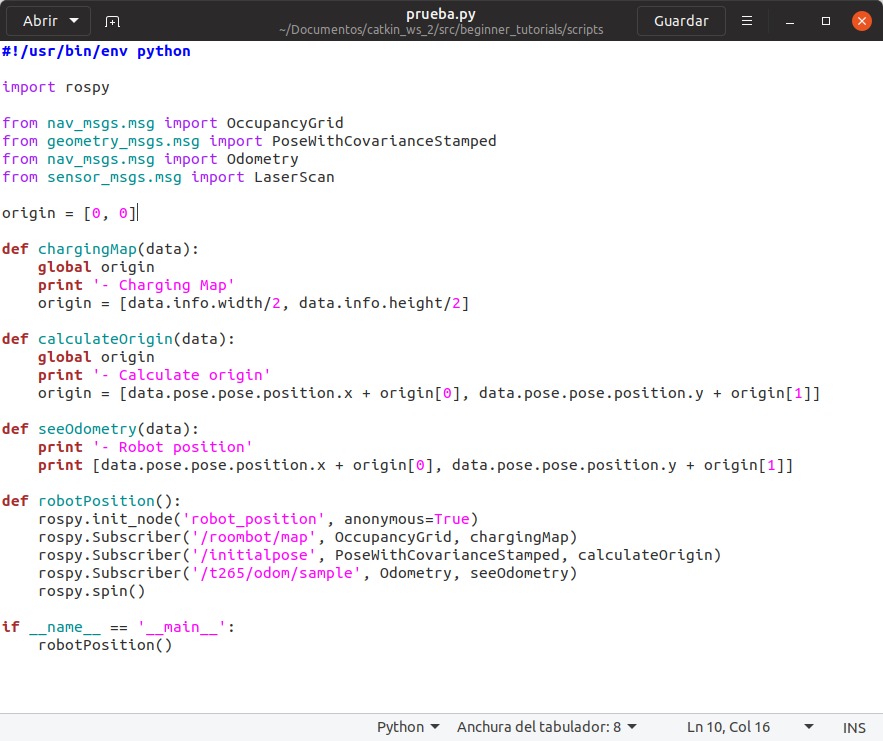 Abrir
prueba.py
~/Documentos/catkin_ws_2/src/beginner_tutorials/scripts
Guardar
#!/usr/bin/env python
import rospy
from nav_msgs.msg import OccupancyGrid
from geometry_msgs.msg import PoseWithCovarianceStamped
from nav_msgs.msg import Odometry
from sensor_msgs.msg import LaserScan
origin = [0, 0]
def chargingMap(data):
    global origin
    print '- Charging Map'
    origin = [data.info.width/2, data.info.height/2]
def calculateOrigin(data):
    global origin
    print '- Calculate origin'
    origin = [data.pose.pose.position.x + origin[0], data.pose.pose.position.y + origin[1]]
def seeOdometry(data):
    print '- Robot position'
    print [data.pose.pose.position.x + origin[0], data.pose.pose.position.y + origin[1]]
def robotPosition():
    rospy.init_node('robot_position', anonymous=True)
    rospy.Subscriber('/roombot/map', OccupancyGrid, chargingMap)
    rospy.Subscriber('/initialpose', PoseWithCovarianceStamped, calculateOrigin)
    rospy.Subscriber('/t265/odom/sample', Odometry, seeOdometry)
    rospy.spin()
if __name__ == '__main__':
    robotPosition()
Python Anchura del tabulador: 8 Ln 10, Col 16 INS